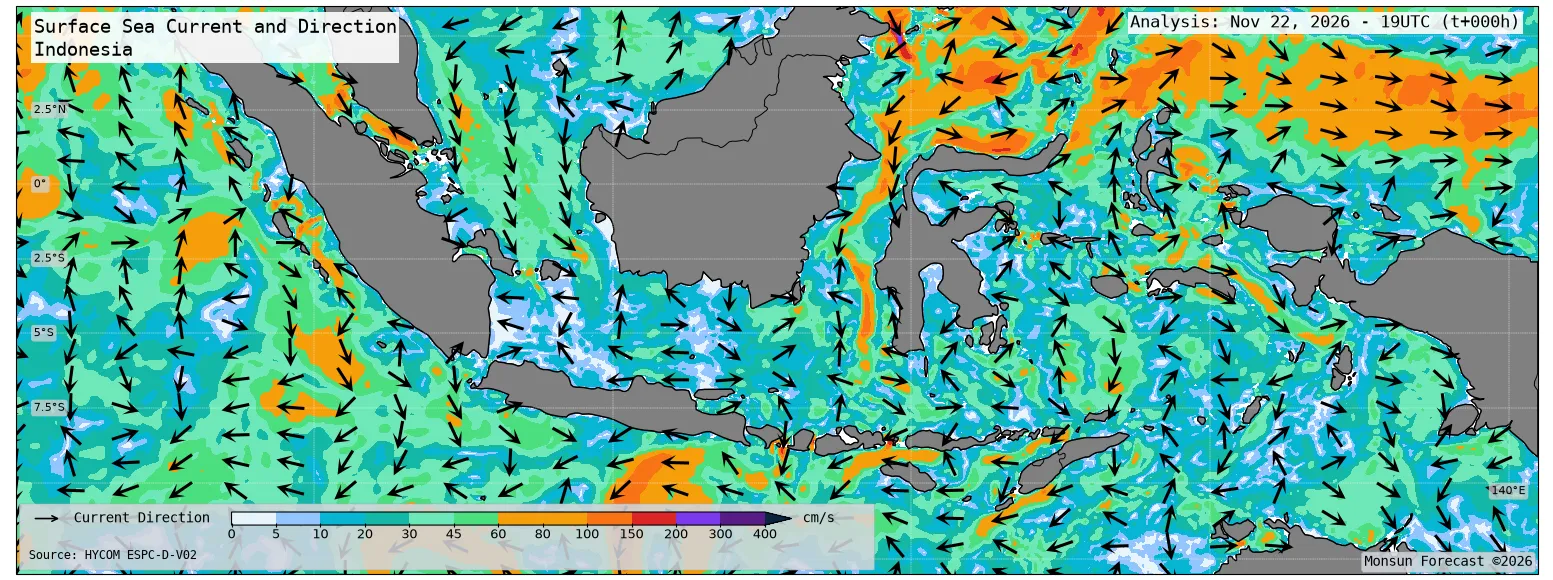 Surface Sea Current and Direction
Indonesia
Analysis: Nov 22, 2026 - 19UTC (t+000h)
2.5°N
0°
2.5°S
5°S
7.5°S
140°E
Current Direction
0 5 10 20 30 45 60 80 100 150 200 300 400 cm/s
Source: HYCOM ESPC-D-V02
Monsun Forecast ©2026